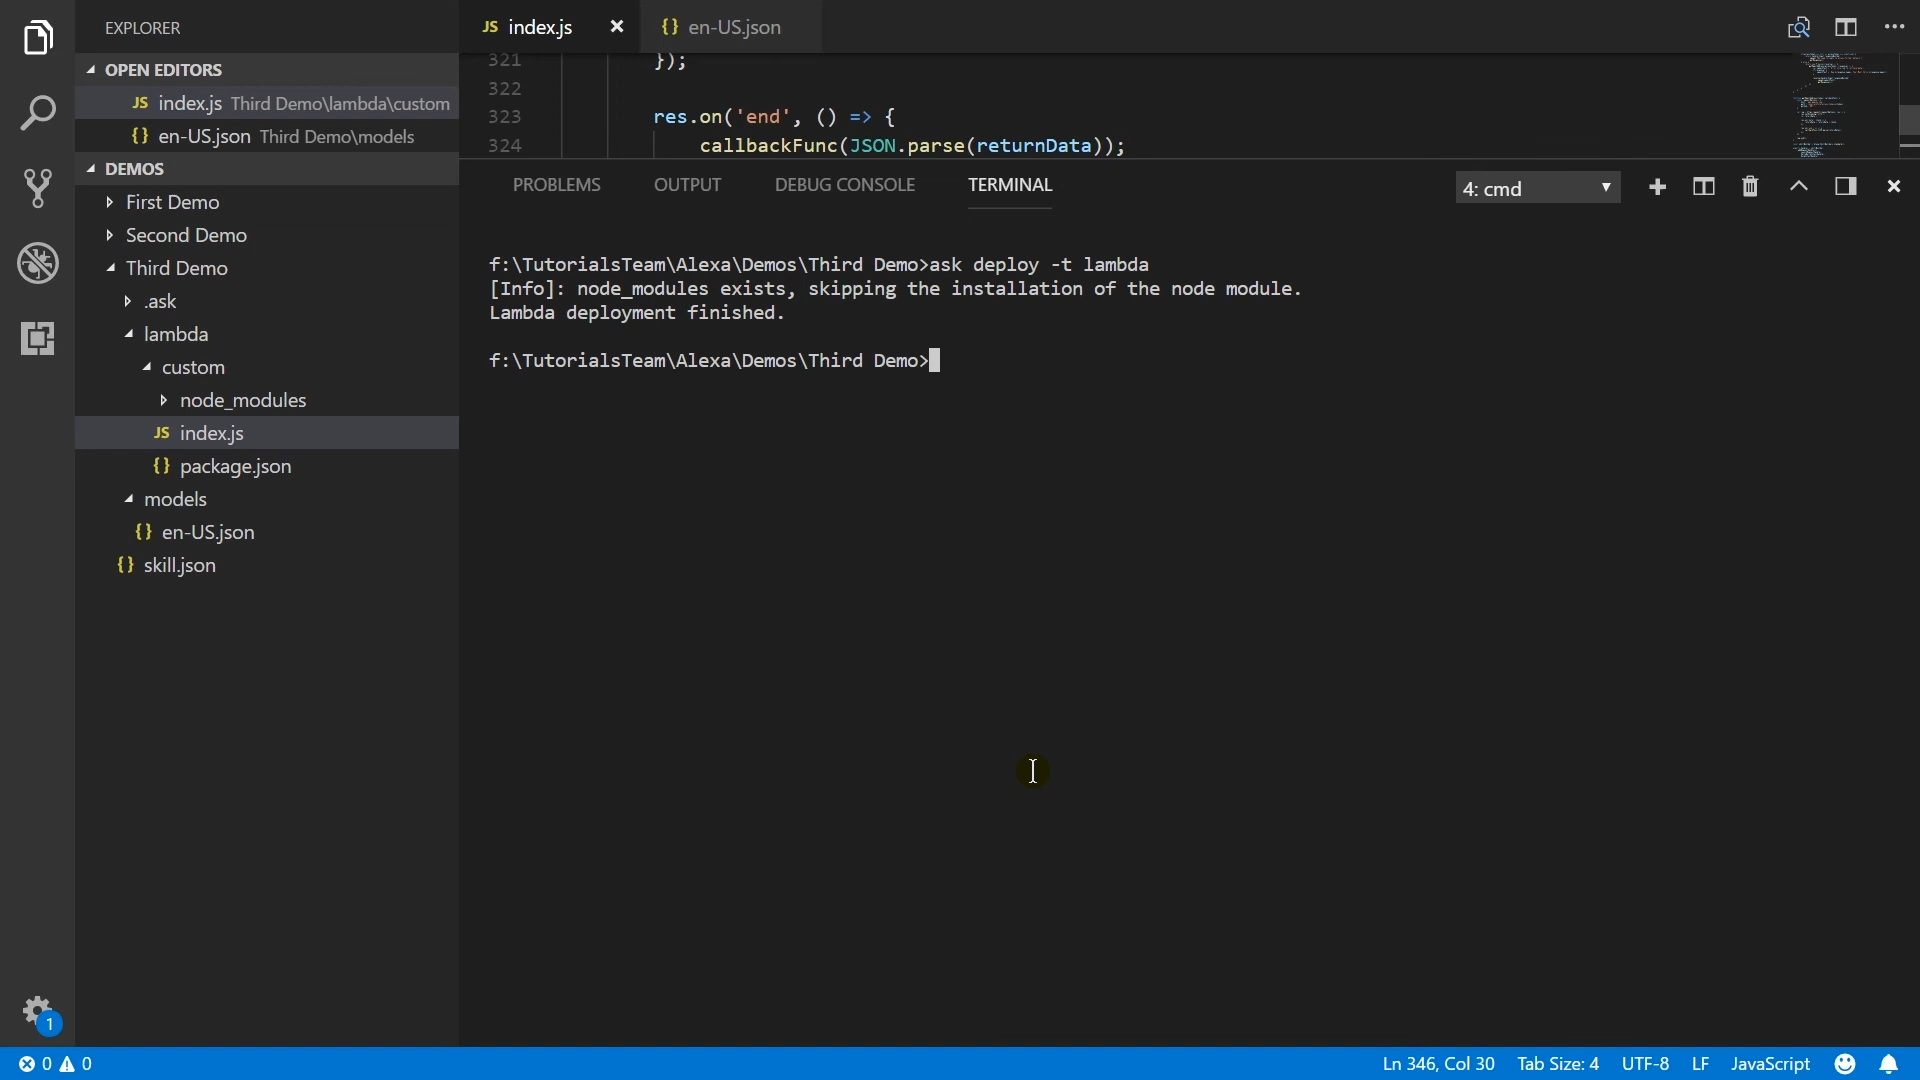 EXPLORER
OPEN EDITORS
JS index.js Third Demo\lambda\custom
{} en-US.json Third Demo\models
DEMOS
First Demo
Second Demo
Third Demo
.ask
lambda
custom
node_modules
JS index.js
{} package.json
models
{} en-US.json
{} skill.json
1
JS index.js
{} en-US.json
321 });
322
323 res.on('end', () => {
324 callbackFunc(JSON.parse(returnData));
PROBLEMS OUTPUT DEBUG CONSOLE TERMINAL 4: cmd
f:\TutorialsTeam\Alexa\Demos\Third Demo>ask deploy -t lambda
[Info]: node_modules exists, skipping the installation of the node module.
Lambda deployment finished.
f:\TutorialsTeam\Alexa\Demos\Third Demo>
0 0 Ln 346, Col 30 Tab Size: 4 UTF-8 LF JavaScript